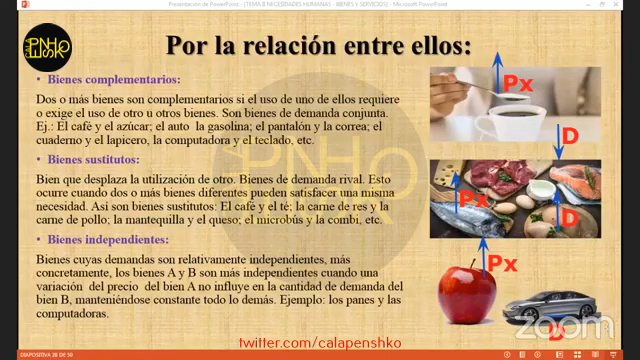 Presentación de PowerPoint - [TEMA 8 NECESIDADES HUMANAS - BIENES Y SERVICIOS] - Microsoft PowerPoint
Por la relación entre ellos:
• Bienes complementarios:
Dos o más bienes son complementarios si el uso de uno de ellos requiere
o exige el uso de otro u otros bienes. Son bienes de demanda conjunta.
Ej.: El café y el azúcar; el auto la gasolina; el pantalón y la correa; el
cuaderno y el lapicero, la computadora y el teclado, etc.
• Bienes sustitutos:
Bien que desplaza la utilización de otro. Bienes de demanda rival. Esto
ocurre cuando dos o más bienes diferentes pueden satisfacer una misma
necesidad. Así son bienes sustitutos: El café y el té; la carne de res y la
carne de pollo; la mantequilla y el queso; el microbús y la combi, etc.
• Bienes independientes:
Bienes cuyas demandas son relativamente independientes, más
concretamente, los bienes A y B son más independientes cuando una
variación del precio del bien A no influye en la cantidad de demanda del
bien B, manteniéndose constante todo lo demás. Ejemplo: los panes y las
computadoras.
Px
D
Px
D
Px
D
zoom
twitter.com/calapenshko
DIAPOSITIVA 38 DE 50